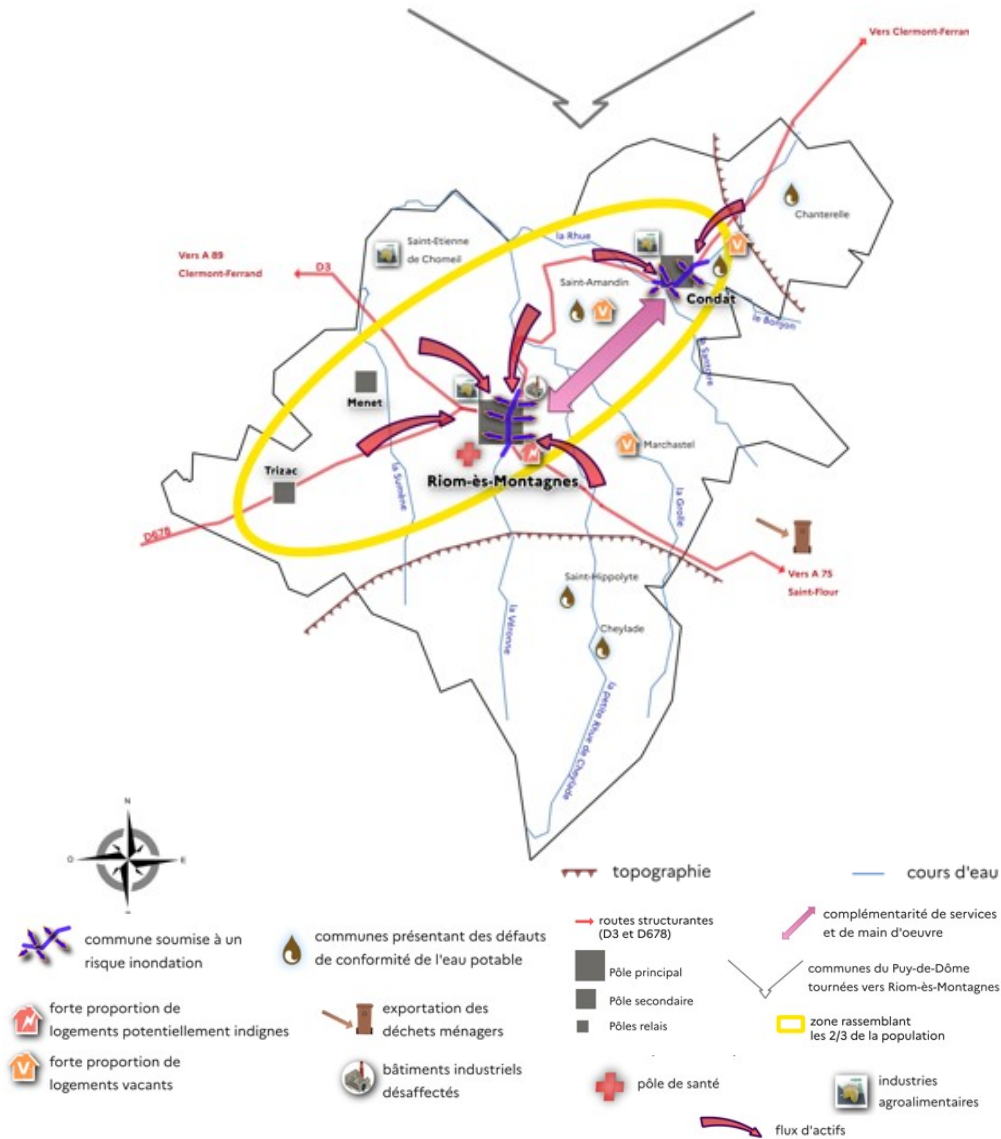 Vers Clermont-Ferran
Chanterelle
la Rhue
Saint-Etienne
de Chomeil
Vers A 89
Clermont-Ferrand
D3
Saint-Amandin
Condat
le Bonjon
la Santoire
Menet
Marchastel
Trizac
Riom-ès-Montagnes
la Sumène
la Grolle
D678
Vers A 75
Saint-Flour
Saint-Hippolyte
la Véronne
Cheylade
la petite Rhue de Cheylade
N
O
E
topographie
cours d'eau
commune soumise à un
risque inondation
communes présentant des défauts
de conformité de l'eau potable
routes structurantes
(D3 et D678)
complémentarité de services
et de main d'oeuvre
Pôle principal
Pôle secondaire
Pôles relais
communes du Puy-de-Dôme
tournées vers Riom-ès-Montagnes
forte proportion de
logements potentiellement indignes
exportation des
déchets ménagers
zone rassemblant
les 2/3 de la population
forte proportion de
logements vacants
V
bâtiments industriels
désaffectés
pôle de santé
industries
agroalimentaires
flux d'actifs